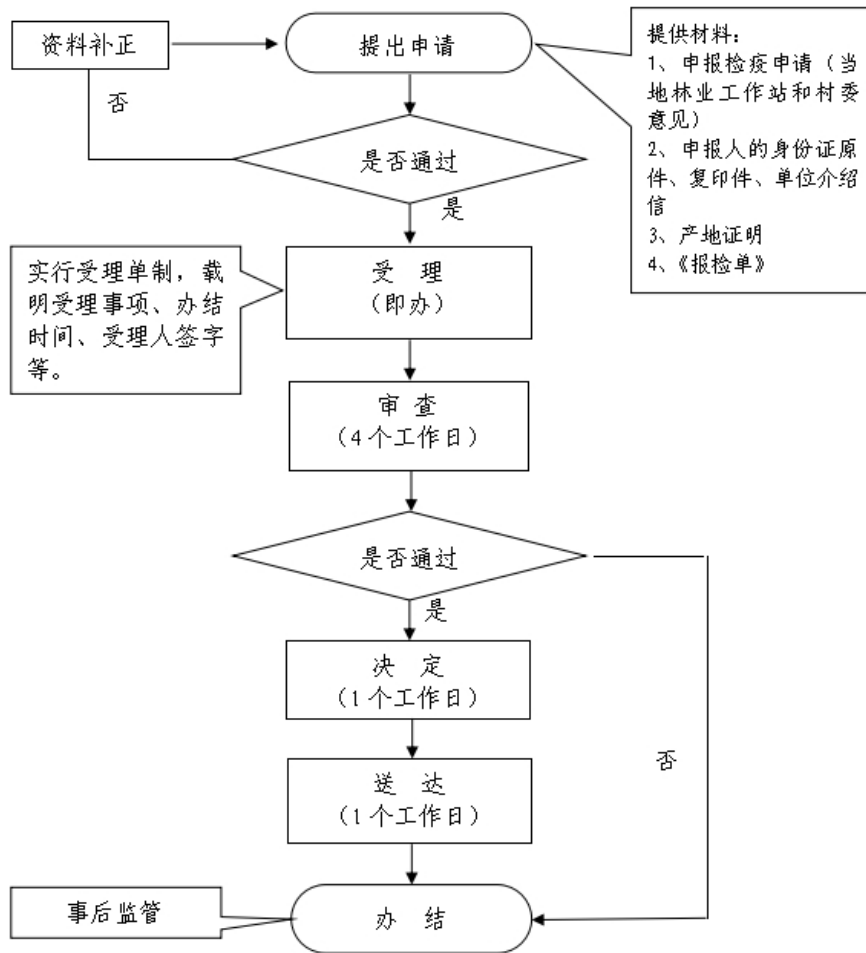 资料补正
提出申请
提供材料：
1、申报检疫申请（当
地林业工作站和村委
意见）
2、申报人的身份证原
件、复印件、单位介绍
信
3、产地证明
4、《报检单》
否
是否通过
是
实行受理单制，载
明受理事项、办结
时间、受理人签字
等。
受 理
（即办）
审 查
（4个工作日）
是否通过
是
决 定
（1个工作日）
否
送 达
（1个工作日）
事后监管
办 结